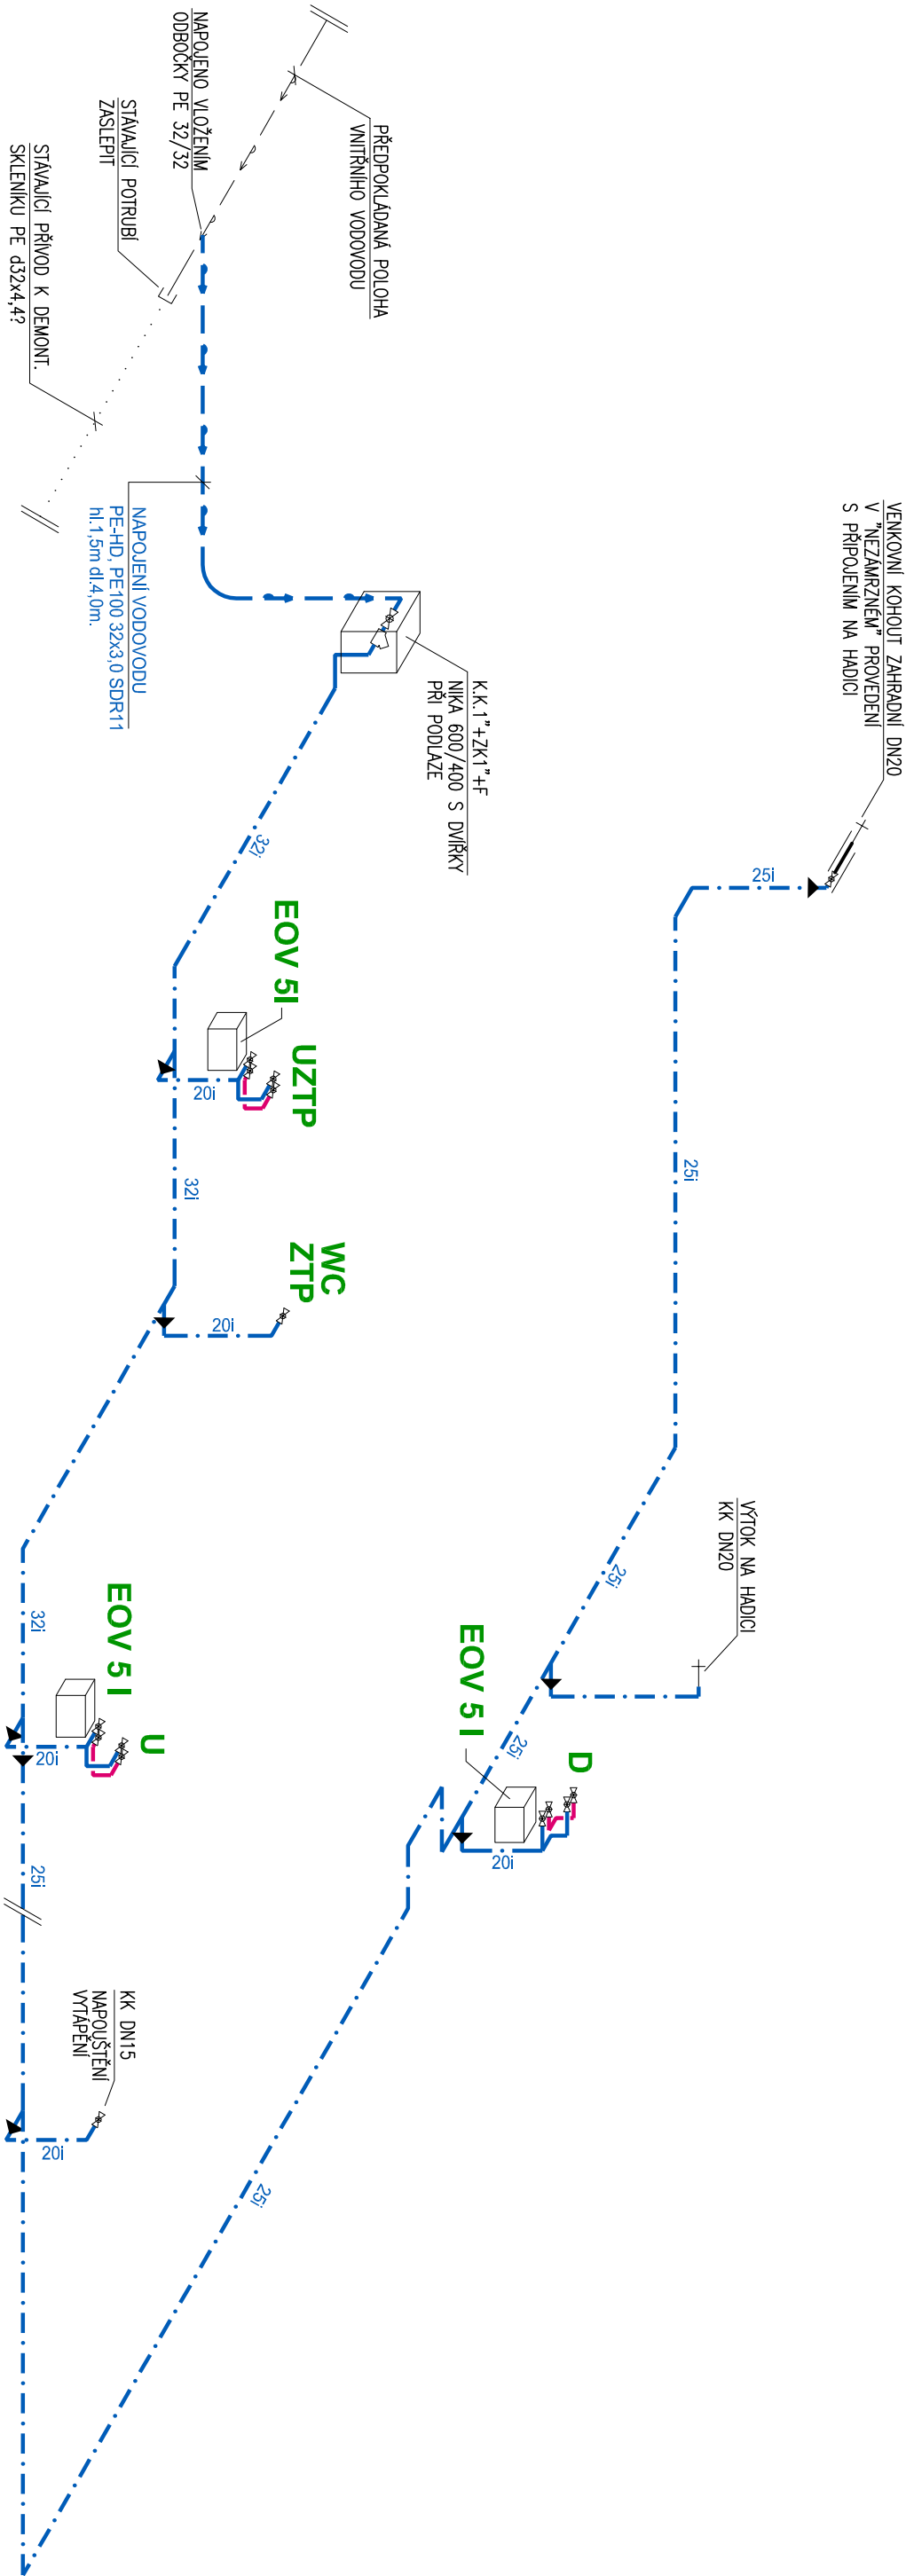 PŘEDPOKLÁDANÁ POLOHA
VNITŘNÍHO VODOVODU
NAPOJENO VLOŽENÍM
ODBOČKY PE 32/32
STÁVAJÍCÍ POTRUBÍ
ZASLEPIT
STÁVAJÍCÍ PŘÍVOD K DEMONT.
SKLENÍKU PE d32x4,4?
NAPOJENÍ VODOVODU
PE-HD, PE100 32x3,0 SDR11
hl.1,5m dl.4,0m.
VENKOVNÍ KOHOUT ZAHRADNÍ DN20
V "NEZÁMRZNÉM" PROVEDENÍ
S PŘIPOJENÍM NA HADICI
K.K.1"+ZK1"+F
NIKA 600/400 S DVÍŘKY
PŘI PODLAZE
32i
25i
EOV 5l
UZTP
20i
32i
25i
WC
ZTP
20i
VÝTOK NA HADICI
KK DN20
25i
EOV 5 l
D
25i
20i
32i
EOV 5 l
U
20i
25i
KK DN15
NAPOUŠTĚNÍ
VYTÁPĚNÍ
20i
25i